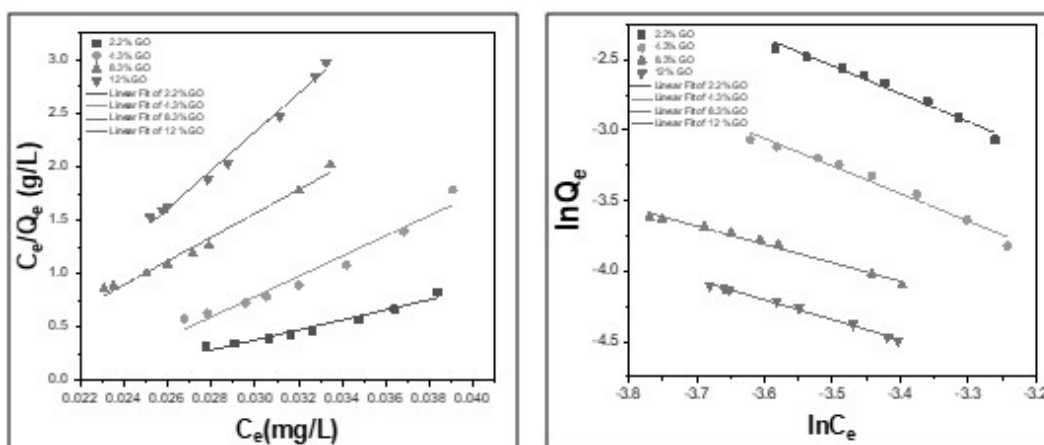 2.2% GO
4.3% GO
8.3% GO
12% GO
Linear Fit of 2.2% GO
Linear Fit of 4.3% GO
Linear Fit of 8.3% GO
Linear Fit of 12 % GO
3.0
2.5
2.0
1.5
1.0
0.5
0.0
0.022 0.024 0.026 0.028 0.030 0.032 0.034 0.036 0.038 0.040
Ce/Qe (g/L)
Ce(mg/L)
2.2% GO
4.3% GO
8.3% GO
12% GO
Linear Fit of 2.2% GO
Linear Fit of 4.3% GO
Linear Fit of 8.3% GO
Linear Fit of 12 % GO
-2.5
-3.0
-3.5
-4.0
-4.5
-3.8 -3.7 -3.6 -3.5 -3.4 -3.3 -3.2
lnQe
lnCe